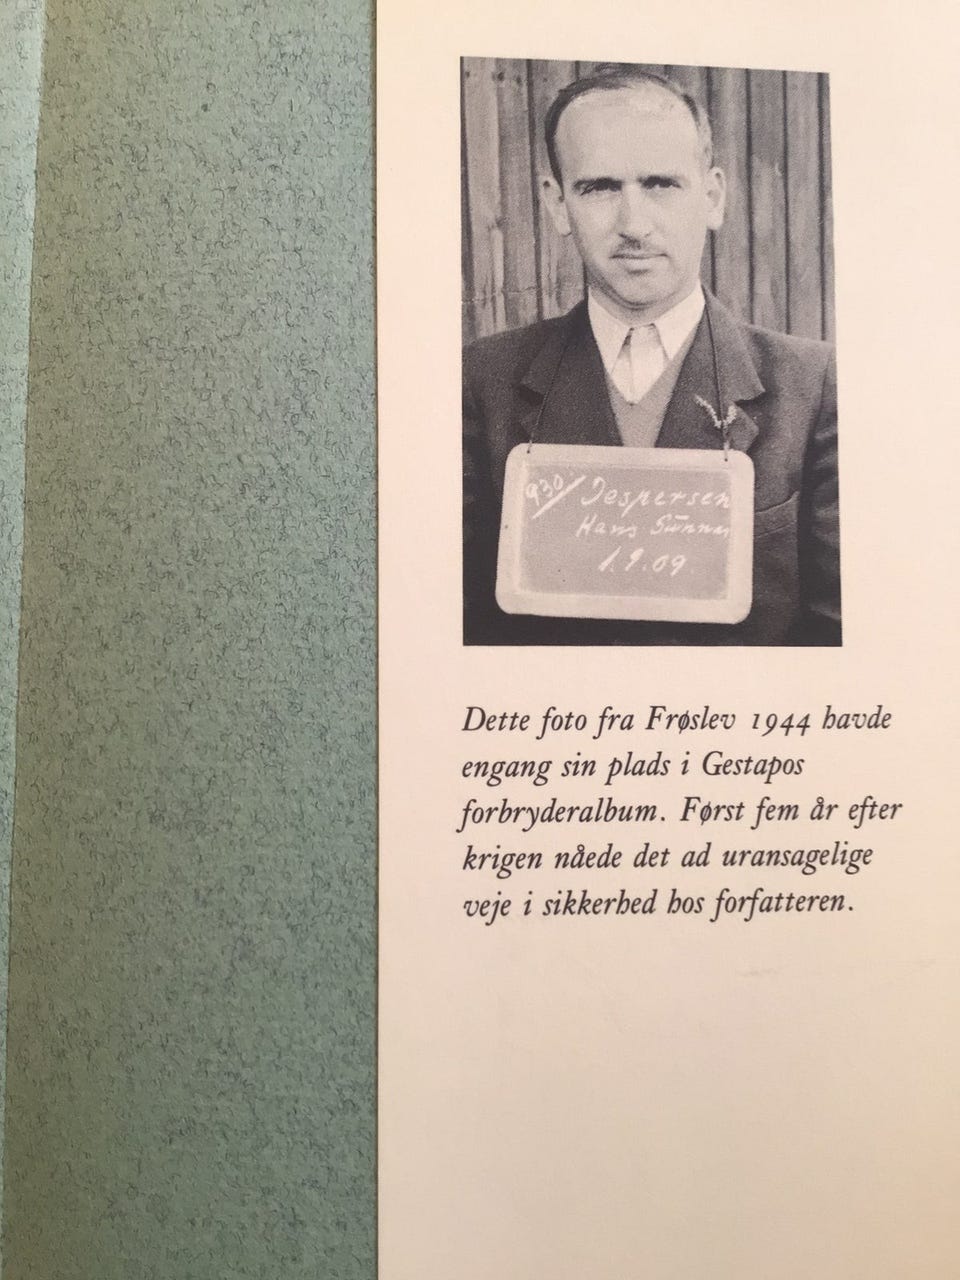 930/ Jespersen
Hans Gūnnar
1.9.09.
Dette foto fra Frøslev 1944 havde
engang sin plads i Gestapos
forbryderalbum. Først fem år efter
krigen nåede det ad uransagelige
veje i sikkerhed hos forfatteren.